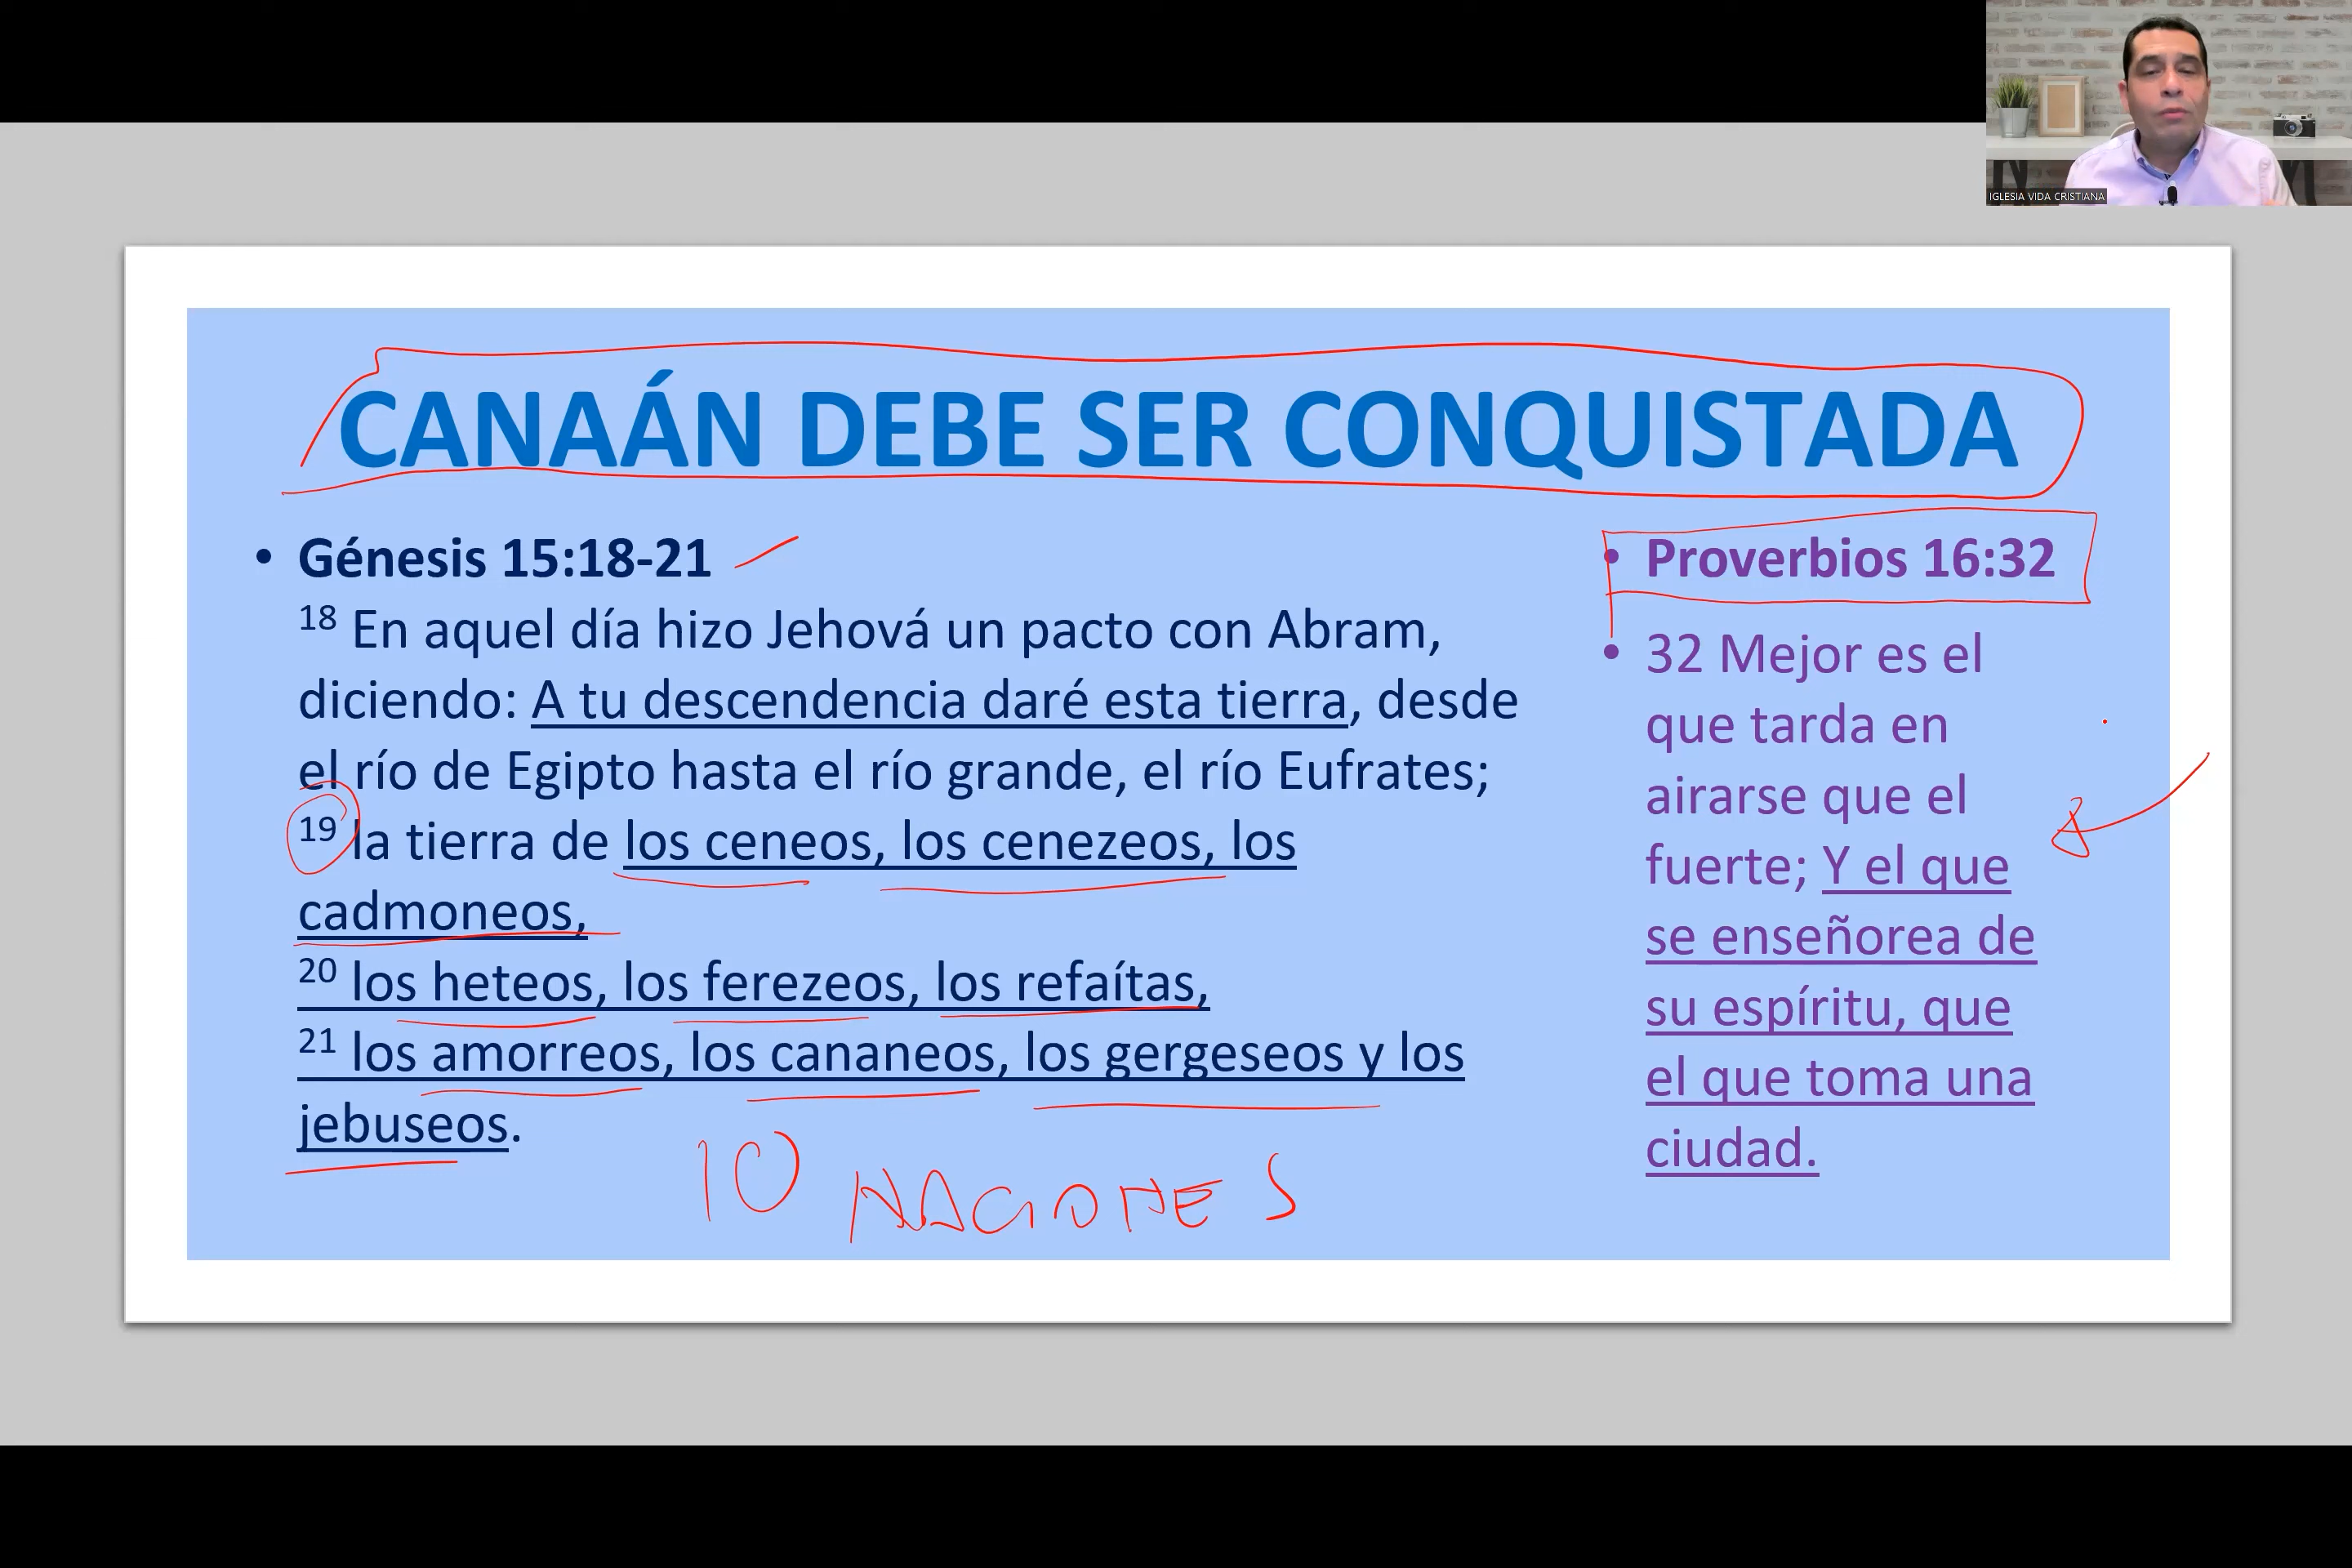 IGLESIA VIDA CRISTIANA
CANAÁN DEBE SER CONQUISTADA
• Génesis 15:18-21
18 En aquel día hizo Jehová un pacto con Abram,
diciendo: A tu descendencia daré esta tierra, desde
el río de Egipto hasta el río grande, el río Eufrates;
19 la tierra de los ceneos, los cenezeos, los
cadmoneos,
20 los heteos, los ferezeos, los refaítas,
21 los amorreos, los cananeos, los gergeseos y los
jebuseos.
10 NACIONES
• Proverbios 16:32
• 32 Mejor es el
que tarda en
airarse que el
fuerte; Y el que
se enseñorea de
su espíritu, que
el que toma una
ciudad.